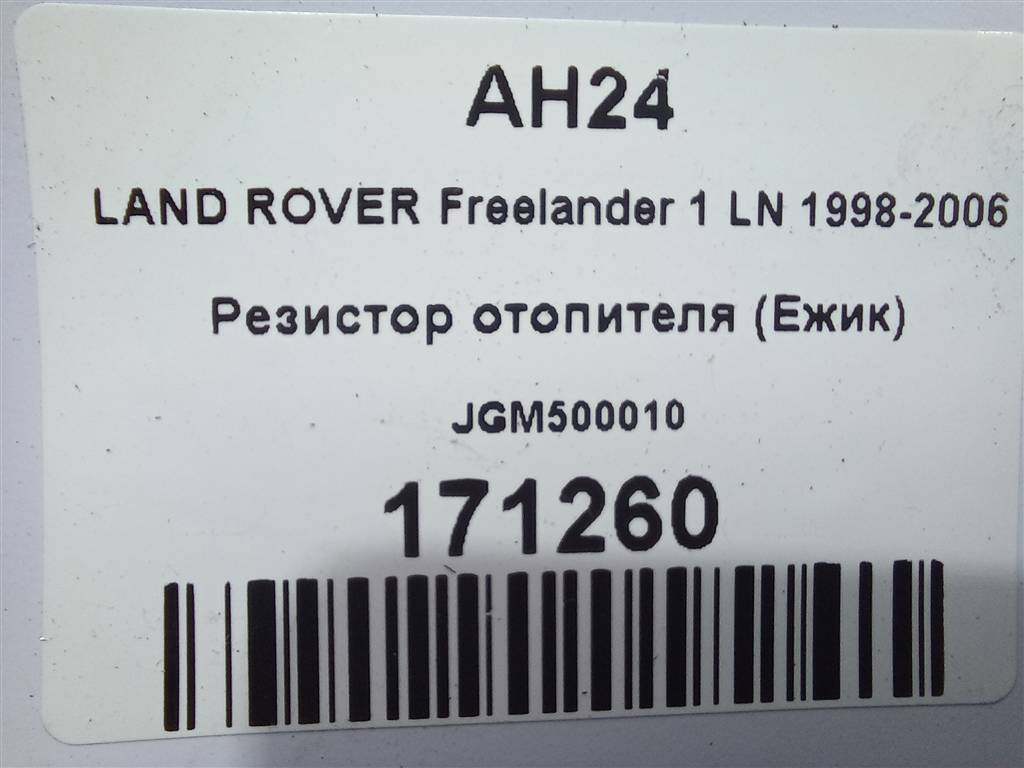 AH24
LAND ROVER Freelander 1 LN 1998-2006
Резистор отопителя (Ежик)
JGM500010
171260